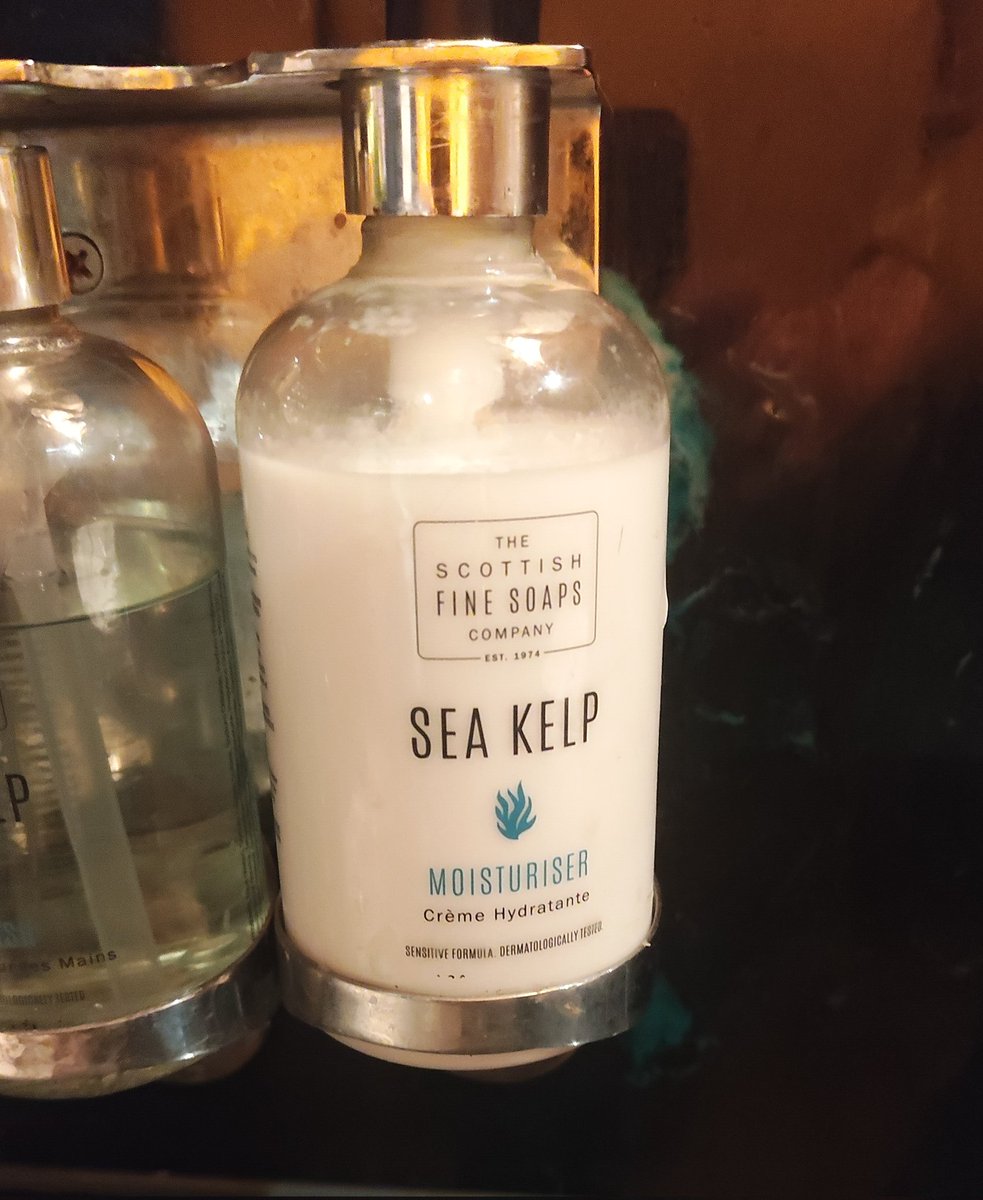 THE
SCOTTISH
FINE SOAPS
COMPANY
EST. 1974
SEA KELP
MOISTURISER
Crème Hydratante
SENSITIVE FORMULA. DERMATOLOGICALLY TESTED.
Mains